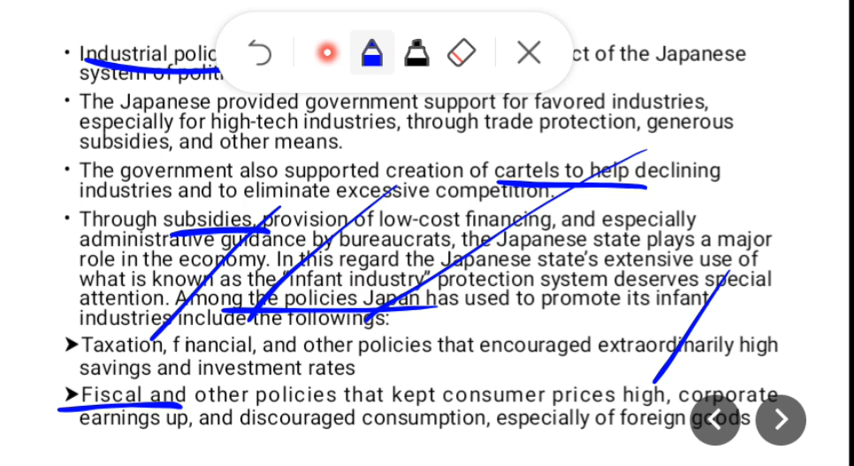 • Industrial polic ct of the Japanese
system of polit
• The Japanese provided government support for favored industries,
especially for high-tech industries, through trade protection, generous
subsidies, and other means.
• The government also supported creation of cartels to help declining
industries and to eliminate excessive competition.
• Through subsidies, provision of low-cost financing, and especially
administrative guidance by bureaucrats, the Japanese state plays a major
role in the economy. In this regard the Japanese state's extensive use of
what is known as the "infant industry" protection system deserves special
attention. Among the policies Japan has used to promote its infant
industries include the followings:
➤Taxation, f inancial, and other policies that encouraged extraordinarily high
savings and investment rates
➤Fiscal and other policies that kept consumer prices high, corporate
earnings up, and discouraged consumption, especially of foreign goods